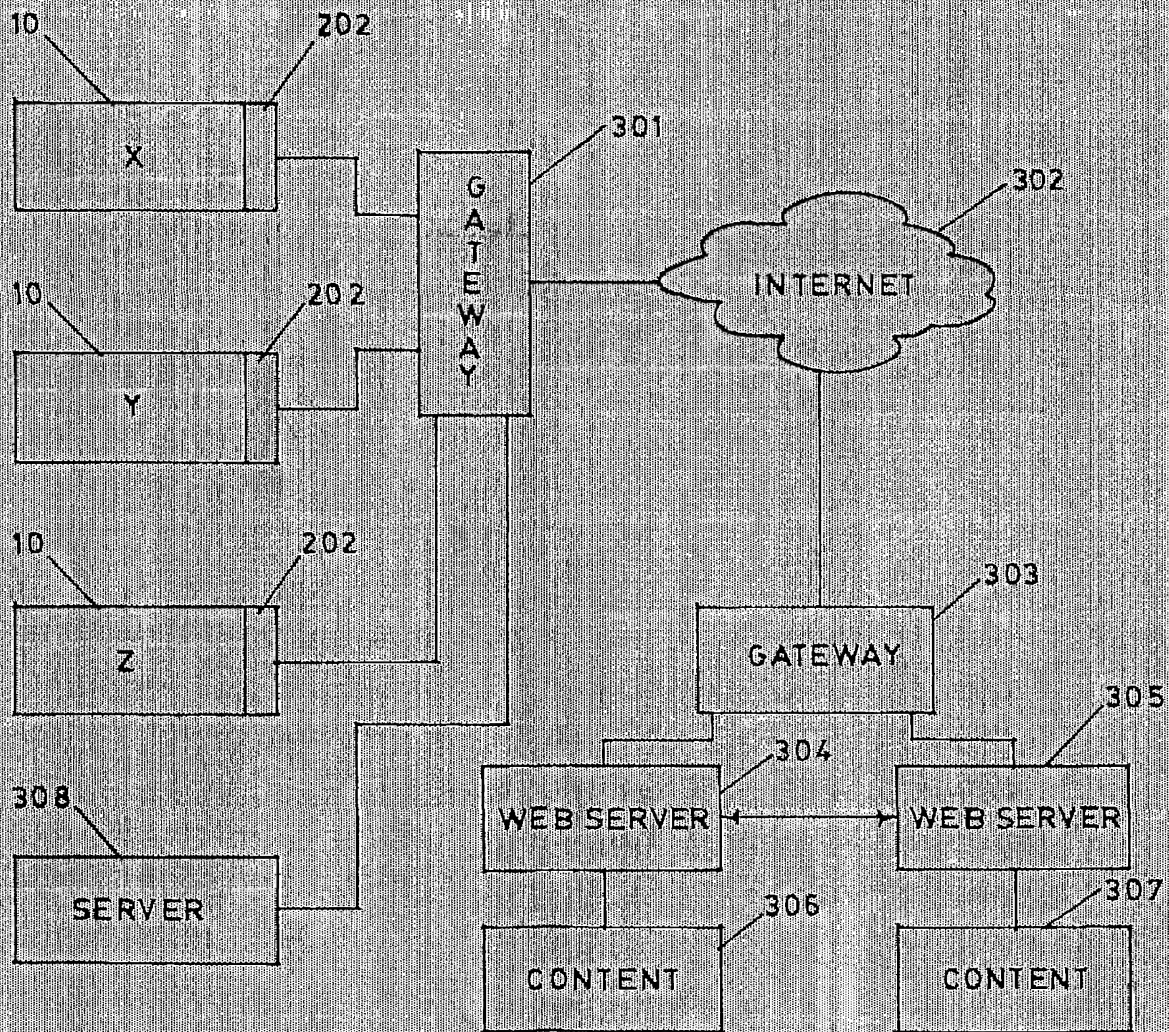 10
202
X
301
GATEWAY
302
INTERNET
10
202
Y
10
202
Z
303
GATEWAY
305
304
308
WEB SERVER
WEB SERVER
SERVER
306
307
CONTENT
CONTENT